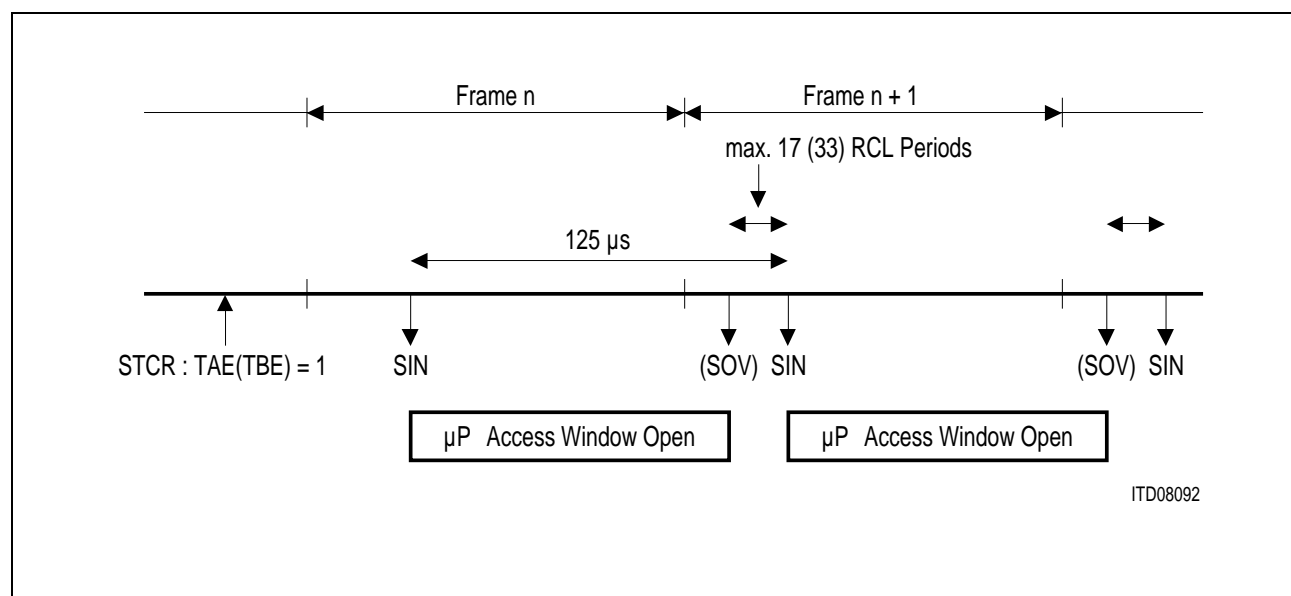 Frame n
Frame n + 1
max. 17 (33) RCL Periods
125 µs
STCR : TAE(TBE) = 1
SIN
(SOV)
SIN
(SOV)
SIN
µP Access Window Open
µP Access Window Open
ITD08092